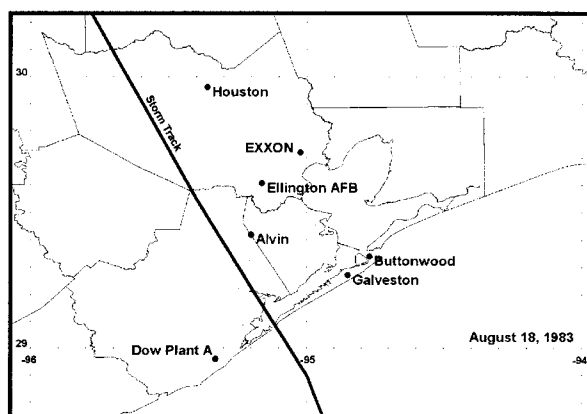 30
Houston
Storm Track
EXXON
Ellington AFB
Alvin
Buttonwood
Galveston
August 18, 1983
Dow Plant A
29
-96
-95
-94